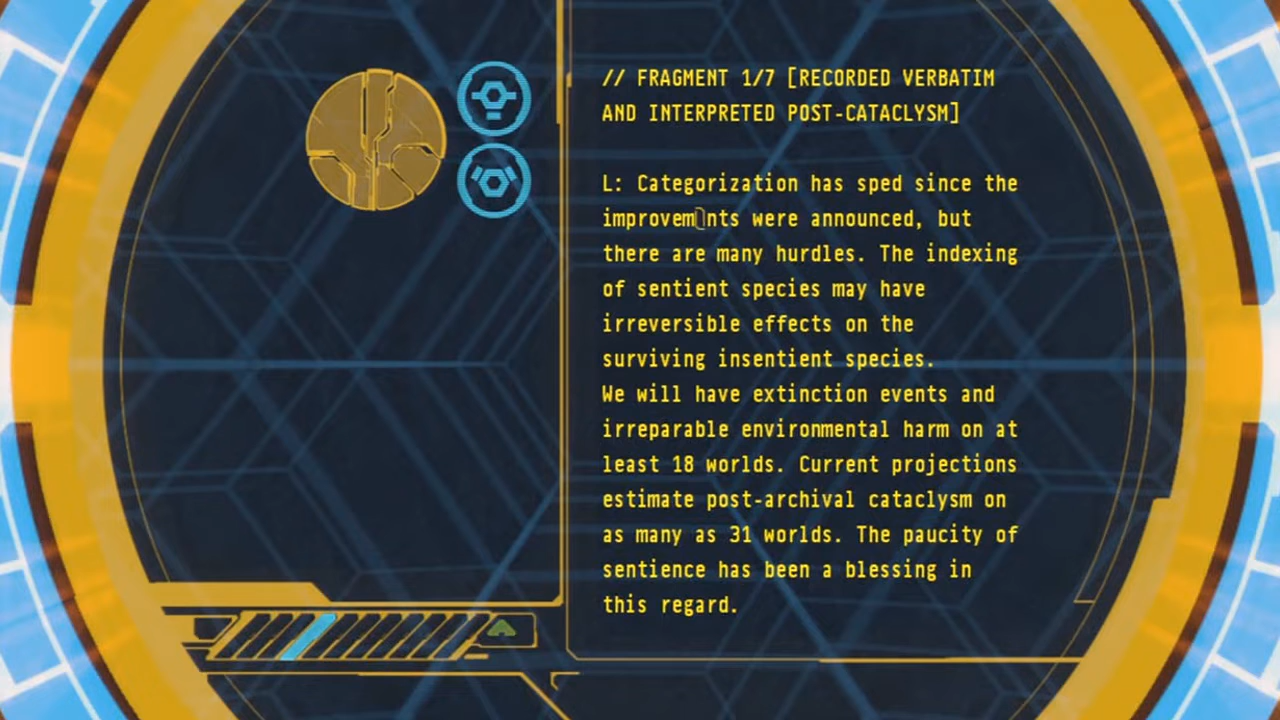 // FRAGMENT 1/7 [RECORDED VERBATIM
AND INTERPRETED POST-CATACLYSM]
L: Categorization has sped since the
improvem▯nts were announced, but
there are many hurdles. The indexing
of sentient species may have
irreversible effects on the
surviving insentient species.
We will have extinction events and
irreparable environmental harm on at
least 18 worlds. Current projections
estimate post-archival cataclysm on
as many as 31 worlds. The paucity of
sentience has been a blessing in
this regard.